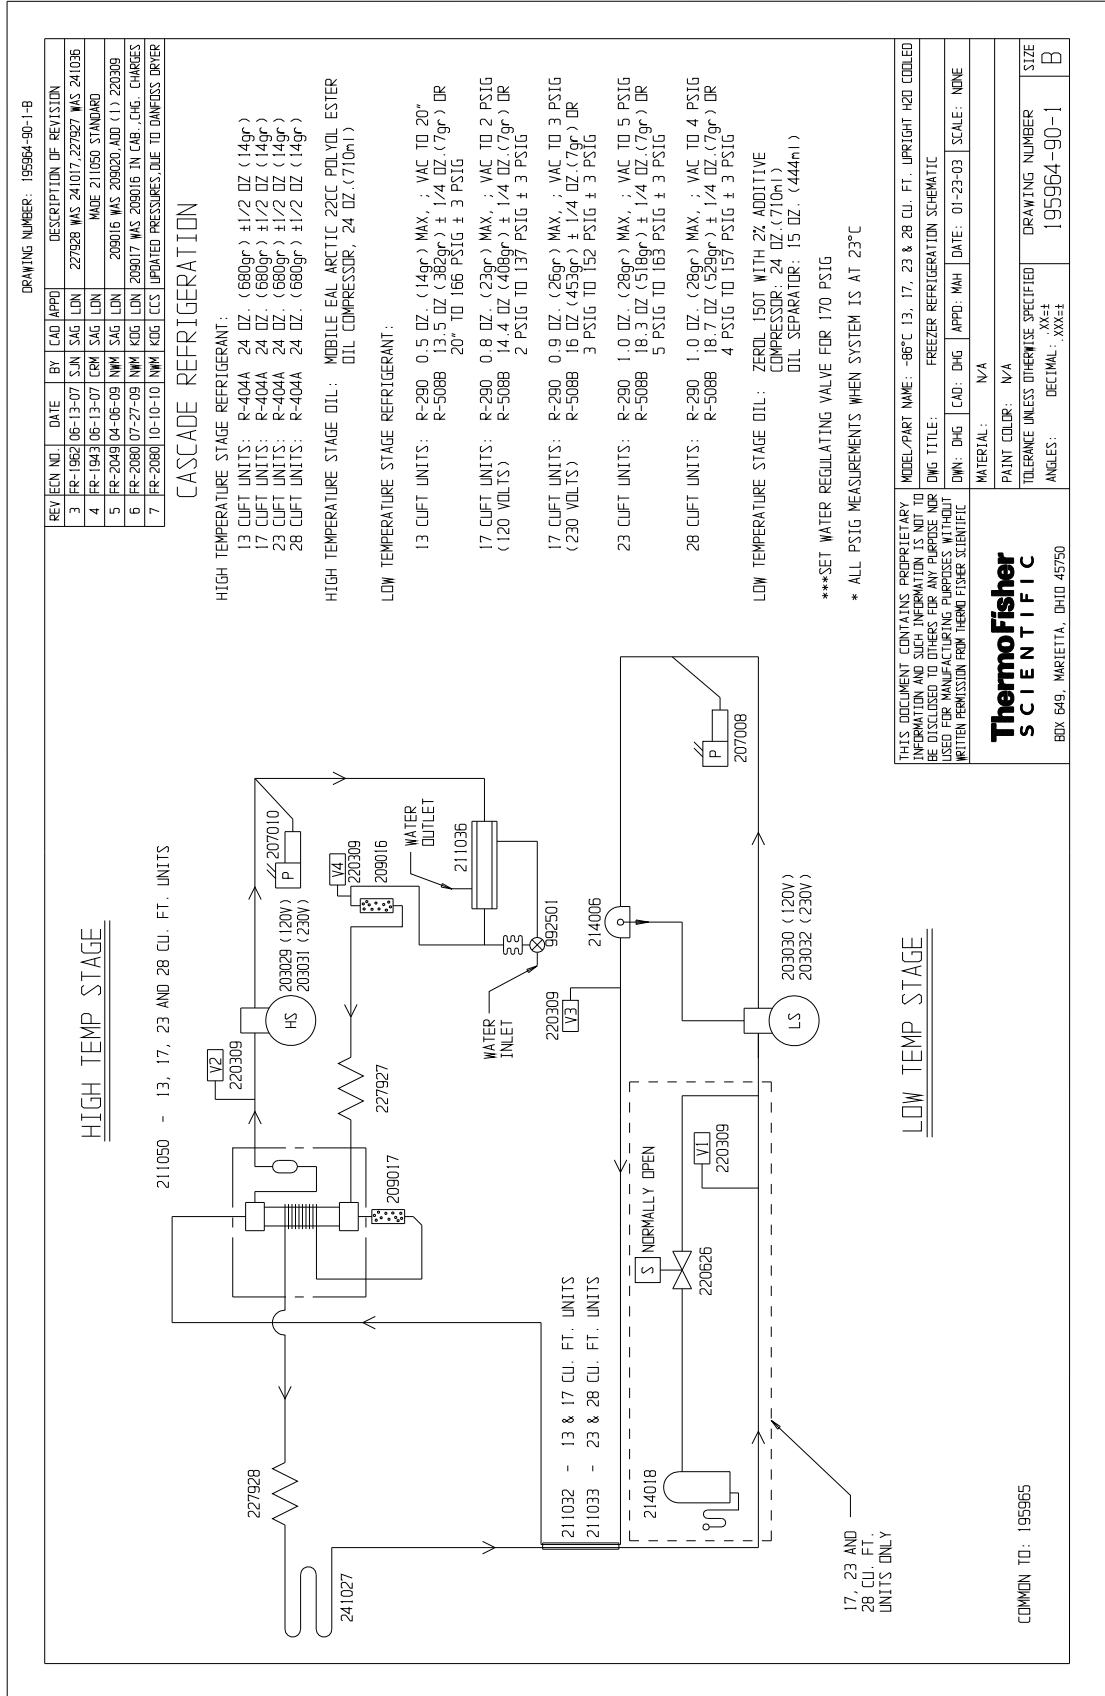 DRAWING NUMBER: 195964-90-1-B
REV ECN NO. DATE BY CAD APPD DESCRIPTION OF REVISION
3 FR-1962 06-13-07 SJN SAG LDN 227928 WAS 241017,227927 WAS 241036
4 FR-1943 06-13-07 CRM SAG LDN MADE 211050 STANDARD
5 FR-2049 04-06-09 NWM SAG LDN 209016 WAS 209020,ADD (1) 220309
6 FR-2080 07-27-09 NWM KDG LDN 209017 WAS 209016 IN CAB.,CHG. CHARGES
7 FR-2080 10-10-10 NWM KDG CCS UPDATED PRESSURES,DUE TO DANFOSS DRYER
CASCADE REFRIGERATION
HIGH TEMPERATURE STAGE REFRIGERANT:
13 CUFT UNITS: R-404A 24 OZ. (680gr) ±1/2 OZ (14gr)
17 CUFT UNITS: R-404A 24 OZ. (680gr) ±1/2 OZ (14gr)
23 CUFT UNITS: R-404A 24 OZ. (680gr) ±1/2 OZ (14gr)
28 CUFT UNITS: R-404A 24 OZ. (680gr) ±1/2 OZ (14gr)
HIGH TEMPERATURE STAGE OIL: MOBILE EAL ARCTIC 22CC POLYOL ESTER
OIL COMPRESSOR, 24 OZ.(710ml)
LOW TEMPERATURE STAGE REFRIGERANT:
13 CUFT UNITS: R-290 0.5 OZ. (14gr) MAX, ; VAC TO 20"
R-508B 13.5 OZ (382gr) ± 1/4 OZ.(7gr) OR
20" TO 166 PSIG ± 3 PSIG
17 CUFT UNITS: R-290 0.8 OZ. (23gr) MAX, ; VAC TO 2 PSIG
(120 VOLTS) R-508B 14.4 OZ (408gr) ± 1/4 OZ.(7gr) OR
2 PSIG TO 137 PSIG ± 3 PSIG
17 CUFT UNITS: R-290 0.9 OZ. (26gr) MAX, ; VAC TO 3 PSIG
(230 VOLTS) R-508B 16 OZ (453gr) ± 1/4 OZ.(7gr) OR
3 PSIG TO 152 PSIG ± 3 PSIG
23 CUFT UNITS: R-290 1.0 OZ. (28gr) MAX, ; VAC TO 5 PSIG
R-508B 18.3 OZ (518gr) ± 1/4 OZ.(7gr) OR
5 PSIG TO 163 PSIG ± 3 PSIG
28 CUFT UNITS: R-290 1.0 OZ. (28gr) MAX, ; VAC TO 4 PSIG
R-508B 18.7 OZ (529gr) ± 1/4 OZ.(7gr) OR
4 PSIG TO 157 PSIG ± 3 PSIG
LOW TEMPERATURE STAGE OIL: ZEROL 150T WITH 2% ADDITIVE
COMPRESSOR: 24 OZ.(710ml)
OIL SEPARATOR: 15 OZ. (444ml)
***SET WATER REGULATING VALVE FOR 170 PSIG
* ALL PSIG MEASUREMENTS WHEN SYSTEM IS AT 23°C
HIGH TEMP STAGE
211050 - 13, 17, 23 AND 28 CU. FT. UNITS
V2
220309
HS
203029 (120V)
203031 (230V)
P
207010
227928
241027
209017
227927
V4
220309
209016
WATER
OUTLET
211036
992501
WATER
INLET
214006
V3
220309
P
207008
211032 - 13 & 17 CU. FT. UNITS
211033 - 23 & 28 CU. FT. UNITS
214018
S NORMALLY OPEN
220626
V1
220309
LS
203030 (120V)
203032 (230V)
LOW TEMP STAGE
17, 23 AND
28 CU. FT.
UNITS ONLY
COMMON TO: 195965
THIS DOCUMENT CONTAINS PROPRIETARY
INFORMATION AND SUCH INFORMATION IS NOT TO
BE DISCLOSED TO OTHERS FOR ANY PURPOSE NOR
USED FOR MANUFACTURING PURPOSES WITHOUT
WRITTEN PERMISSION FROM THERMO FISHER SCIENTIFIC
ThermoFisher
SCIENTIFIC
BOX 649, MARIETTA, OHIO 45750
MODEL/PART NAME: -86°C 13, 17, 23 & 28 CU. FT. UPRIGHT H2O COOLED
DWG TITLE: FREEZER REFRIGERATION SCHEMATIC
DWN: DHG CAD: DHG APPD: MAH DATE: 01-23-03 SCALE: NONE
MATERIAL: N/A
PAINT COLOR: N/A
TOLERANCE UNLESS OTHERWISE SPECIFIED
ANGLES: DECIMAL: .XX=±
.XXX=±
DRAWING NUMBER
195964-90-1
SIZE
B